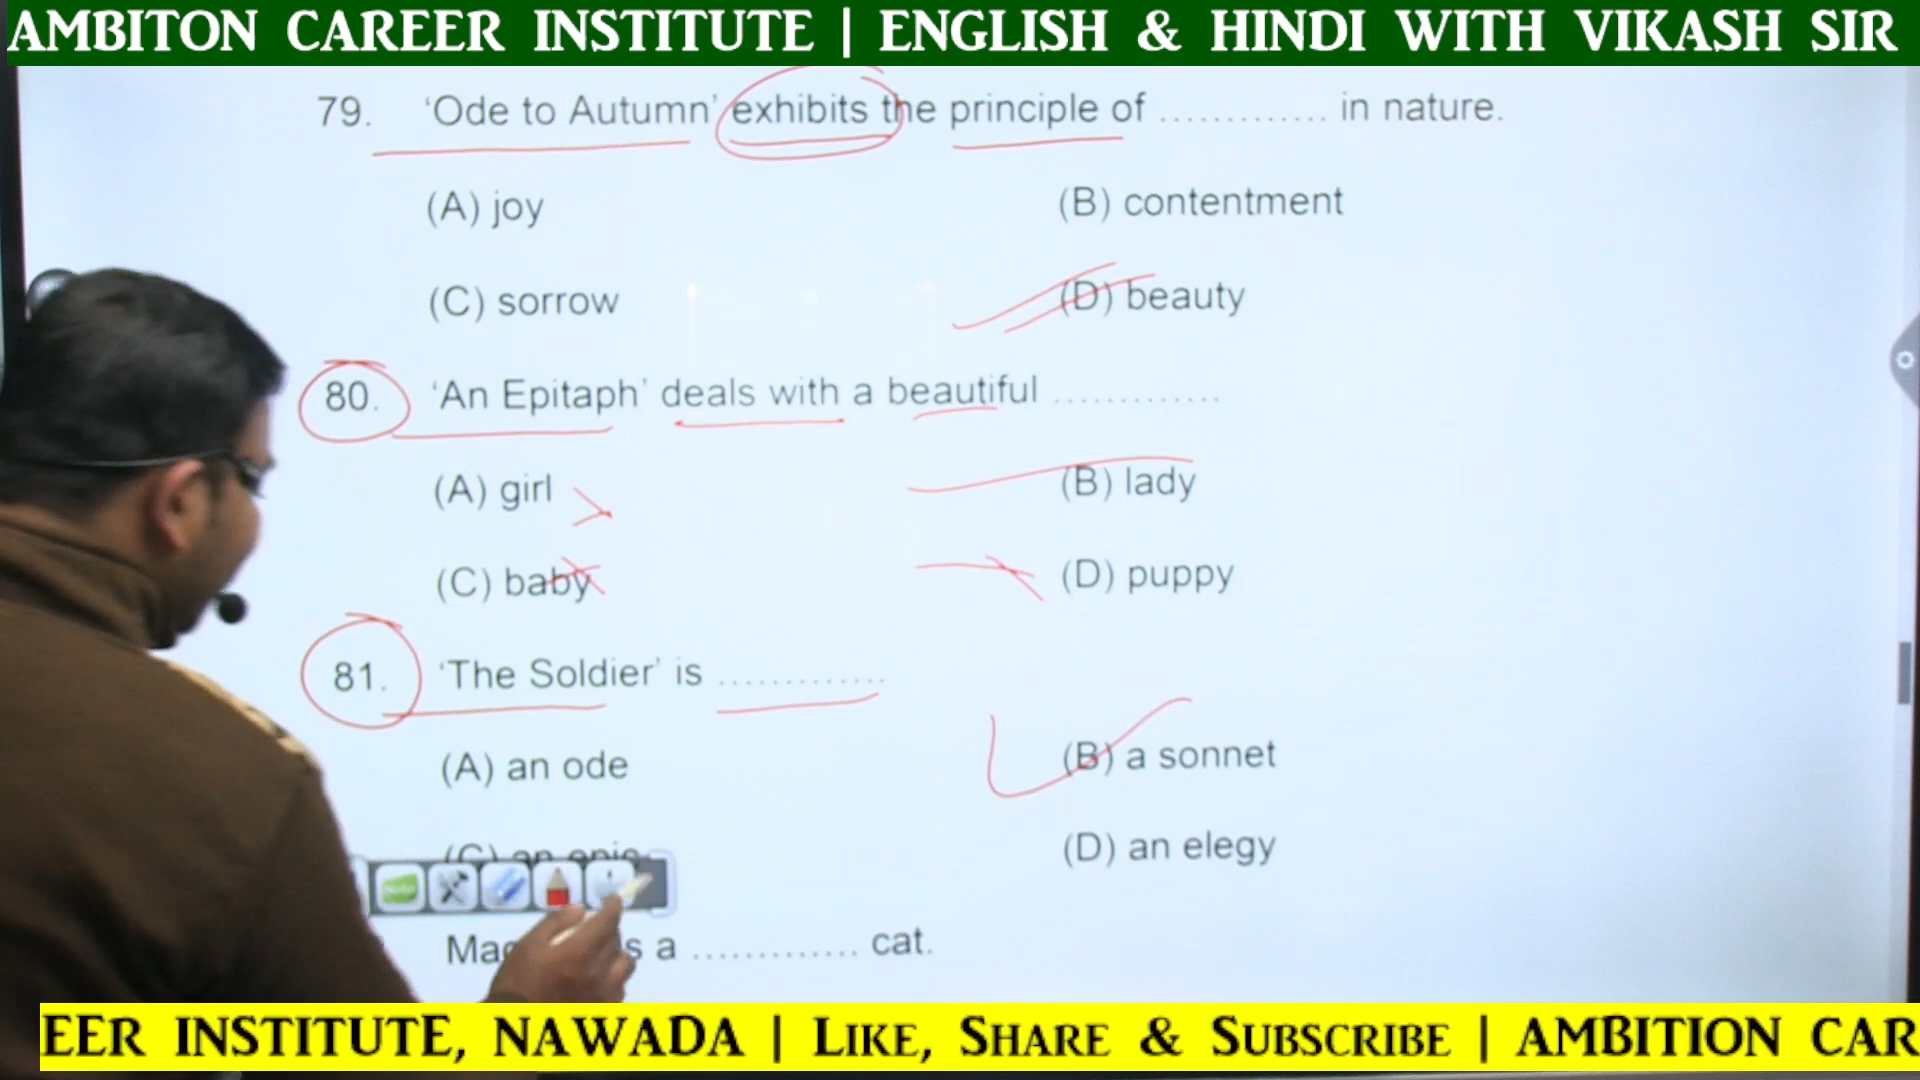 AMBITON CAREER INSTITUTE | ENGLISH & HINDI WITH VIKASH SIR
79. 'Ode to Autumn' exhibits the principle of ............. in nature.
(A) joy (B) contentment
(C) sorrow (D) beauty
80. 'An Epitaph' deals with a beautiful .............
(A) girl (B) lady
(C) baby (D) puppy
81. 'The Soldier' is .............
(A) an ode (B) a sonnet
(C) an epic (D) an elegy
a ............. cat.
EER INSTITUTE, NAWADA | LIKE, SHARE & SUBSCRIBE | AMBITION CAR